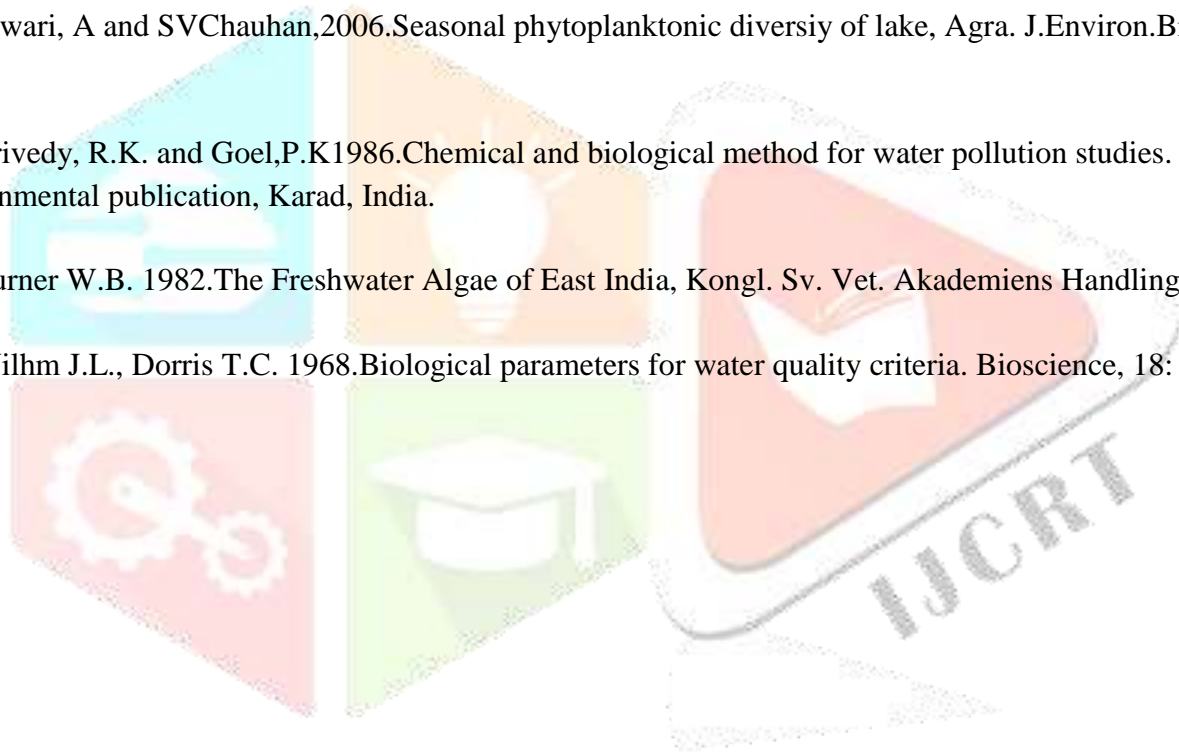 wari, A and SVChauhan,2006.Seasonal phytoplanktonic diversiy of lake, Agra. J.Environ.B
rivedy, R.K. and Goel,P.K1986.Chemical and biological method for water pollution studies.
nmental publication, Karad, India.
urner W.B. 1982.The Freshwater Algae of East India, Kongl. Sv. Vet. Akademiens Handling
ilhm J.L., Dorris T.C. 1968.Biological parameters for water quality criteria. Bioscience, 18:
IJCRT